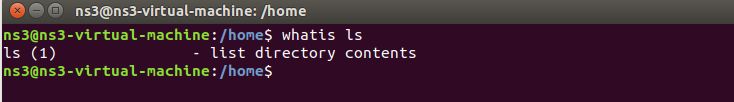 ns3@ns3-virtual-machine: /home
ns3@ns3-virtual-machine:/home$ whatis ls
ls (1)               - list directory contents
ns3@ns3-virtual-machine:/home$